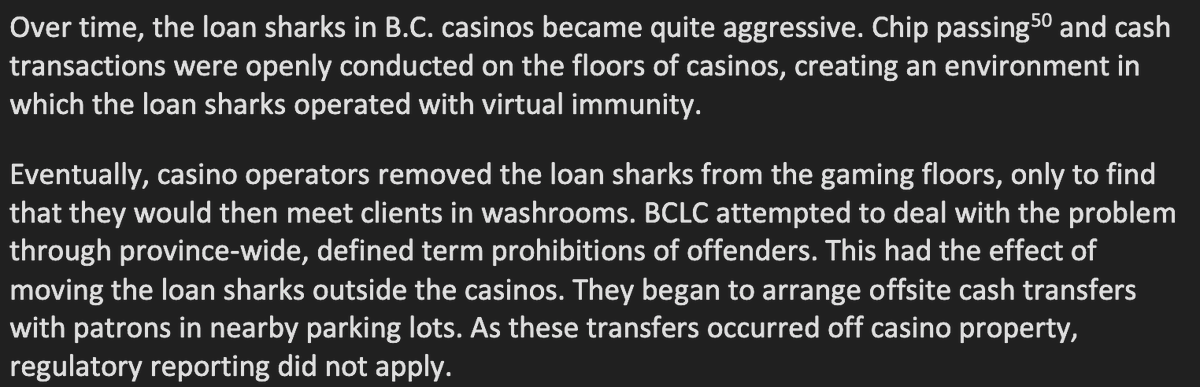 Over time, the loan sharks in B.C. casinos became quite aggressive. Chip passing50 and cash
transactions were openly conducted on the floors of casinos, creating an environment in
which the loan sharks operated with virtual immunity.
Eventually, casino operators removed the loan sharks from the gaming floors, only to find
that they would then meet clients in washrooms. BCLC attempted to deal with the problem
through province-wide, defined term prohibitions of offenders. This had the effect of
moving the loan sharks outside the casinos. They began to arrange offsite cash transfers
with patrons in nearby parking lots. As these transfers occurred off casino property,
regulatory reporting did not apply.